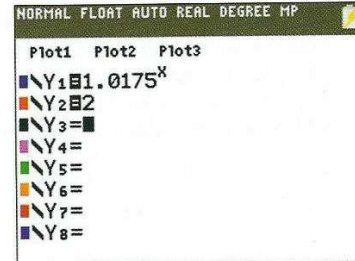 NORMAL FLOAT AUTO REAL DEGREE MP
Plot1 Plot2 Plot3
\Y₁=1.0175ˣ
\Y₂=2
\Y₃=
\Y₄=
\Y₅=
\Y₆=
\Y₇=
\Y₈=